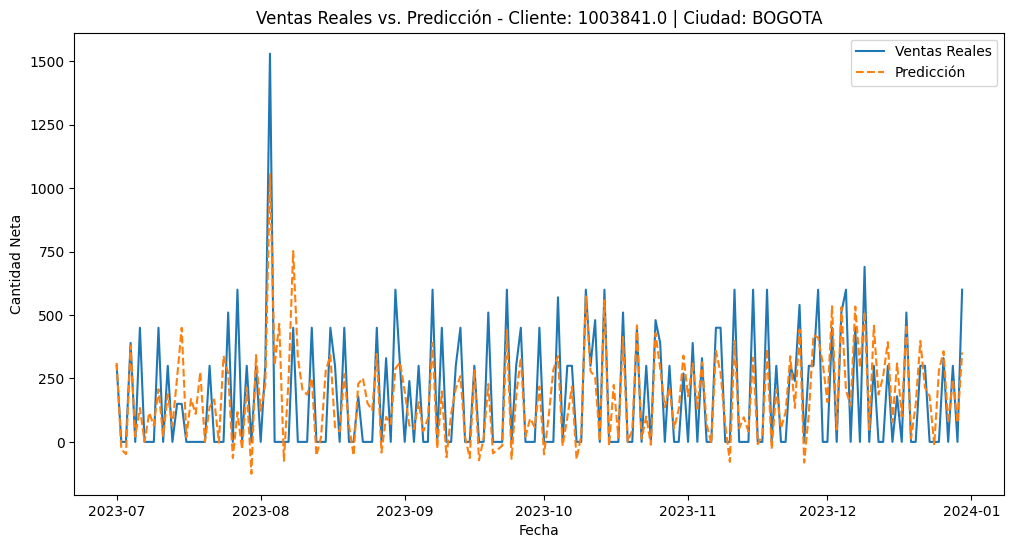 Ventas Reales vs. Predicción - Cliente: 1003841.0 | Ciudad: BOGOTA
Ventas Reales
Predicción
Cantidad Neta
1500
1250
1000
750
500
250
0
2023-07
2023-08
2023-09
2023-10
2023-11
2023-12
2024-01
Fecha